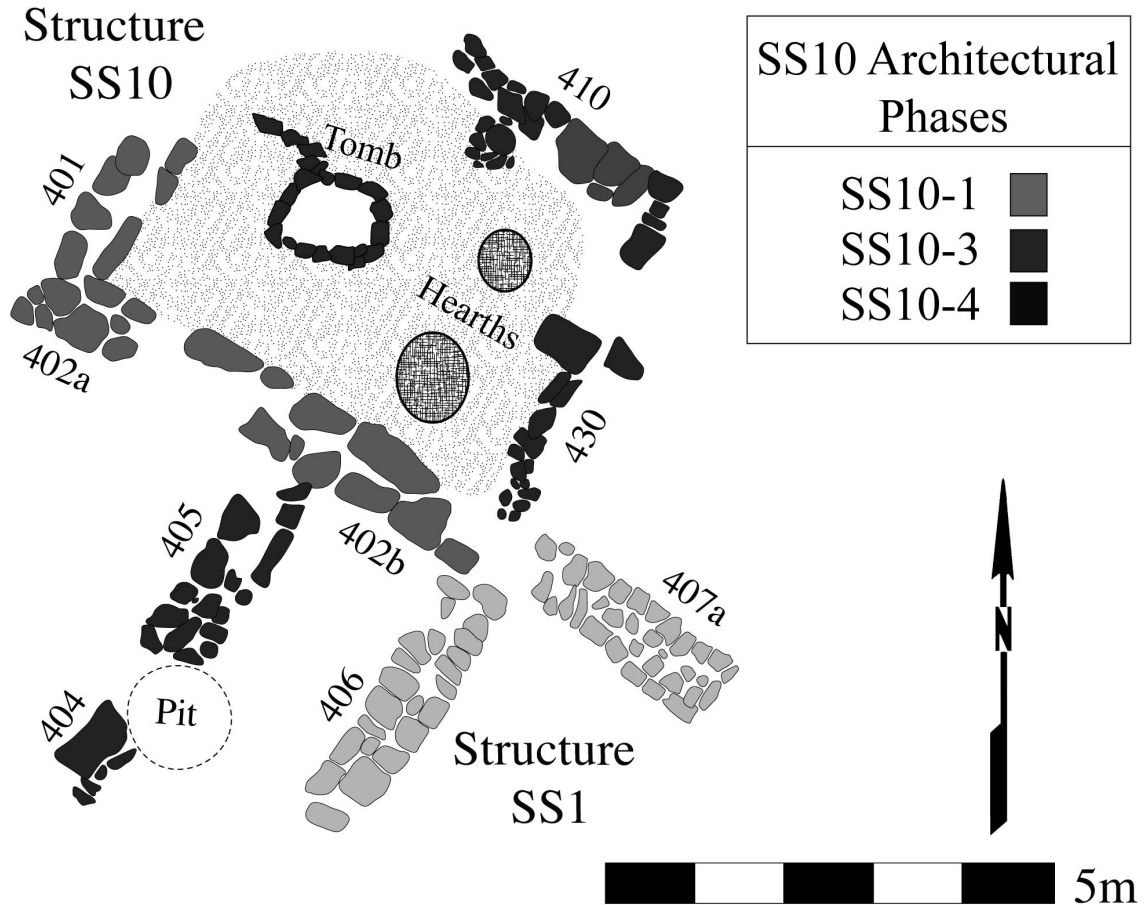 Structure
SS10
410
SS10 Architectural
Phases
SS10-1
SS10-3
SS10-4
401
Tomb
Hearths
402a
430
405
402b
407a
404
Pit
406
Structure
SS1
N
5m